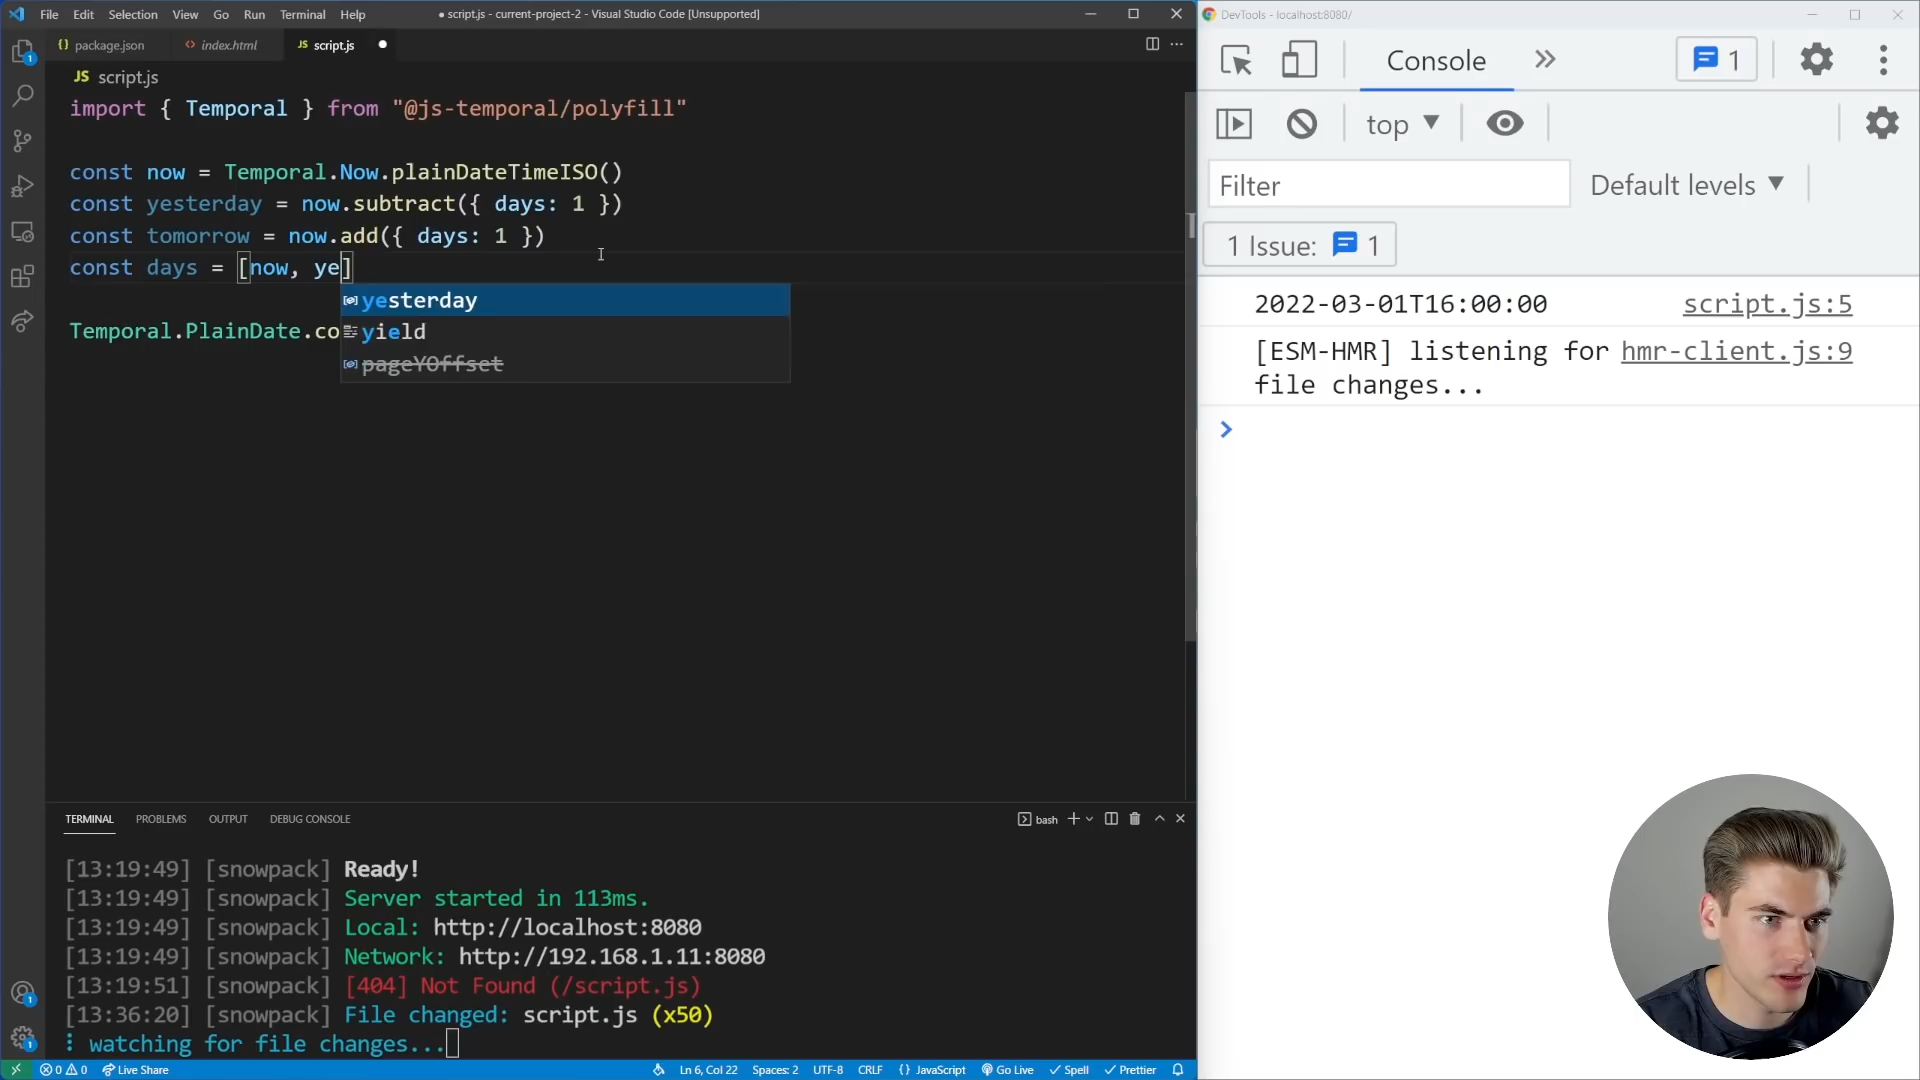 File Edit Selection View Go Run Terminal Help
● script.js - current-project-2 - Visual Studio Code [Unsupported]
{} package.json
<> index.html
JS script.js ●
JS script.js
import { Temporal } from "@js-temporal/polyfill"
const now = Temporal.Now.plainDateTimeISO()
const yesterday = now.subtract({ days: 1 })
const tomorrow = now.add({ days: 1 })
const days = [now, ye]
yesterday
yield
pageYOffset
Temporal.PlainDate.co
TERMINAL PROBLEMS OUTPUT DEBUG CONSOLE
bash
[13:19:49] [snowpack] Ready!
[13:19:49] [snowpack] Server started in 113ms.
[13:19:49] [snowpack] Local: http://localhost:8080
[13:19:49] [snowpack] Network: http://192.168.1.11:8080
[13:19:51] [snowpack] [404] Not Found (/script.js)
[13:36:20] [snowpack] File changed: script.js (x50)
watching for file changes...
0 0 Live Share
Ln 6, Col 22 Spaces: 2 UTF-8 CRLF {} JavaScript Go Live Spell Prettier
1
1
1
DevTools - localhost:8080/
Console » 1
top
Filter Default levels
1 Issue: 1
2022-03-01T16:00:00 script.js:5
[ESM-HMR] listening for hmr-client.js:9
file changes...